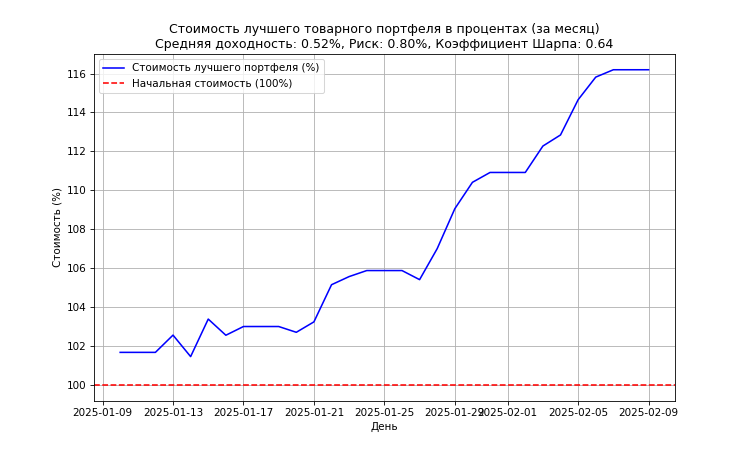 Стоимость лучшего товарного портфеля в процентах (за месяц)
Средняя доходность: 0.52%, Риск: 0.80%, Коэффициент Шарпа: 0.64
Стоимость лучшего портфеля (%)
Начальная стоимость (100%)
Стоимость (%)
116
114
112
110
108
106
104
102
100
2025-01-09 2025-01-13 2025-01-17 2025-01-21 2025-01-25 2025-01-29 2025-02-01 2025-02-05 2025-02-09
День